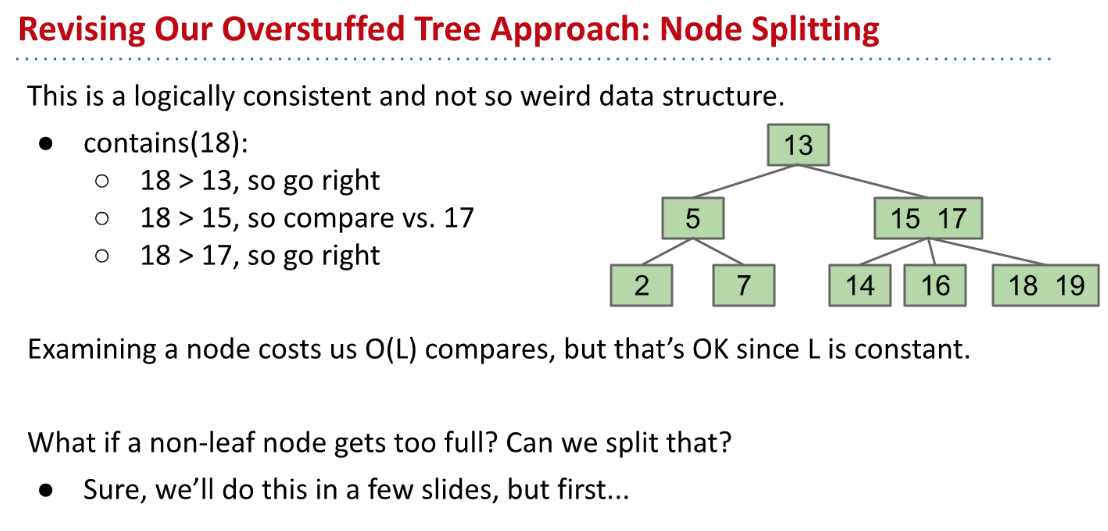 Revising Our Overstuffed Tree Approach: Node Splitting
This is a logically consistent and not so weird data structure.
● contains(18):
○ 18 > 13, so go right
○ 18 > 15, so compare vs. 17
○ 18 > 17, so go right
13
5
15 17
2
7
14
16
18 19
Examining a node costs us O(L) compares, but that’s OK since L is constant.
What if a non-leaf node gets too full? Can we split that?
● Sure, we’ll do this in a few slides, but first...